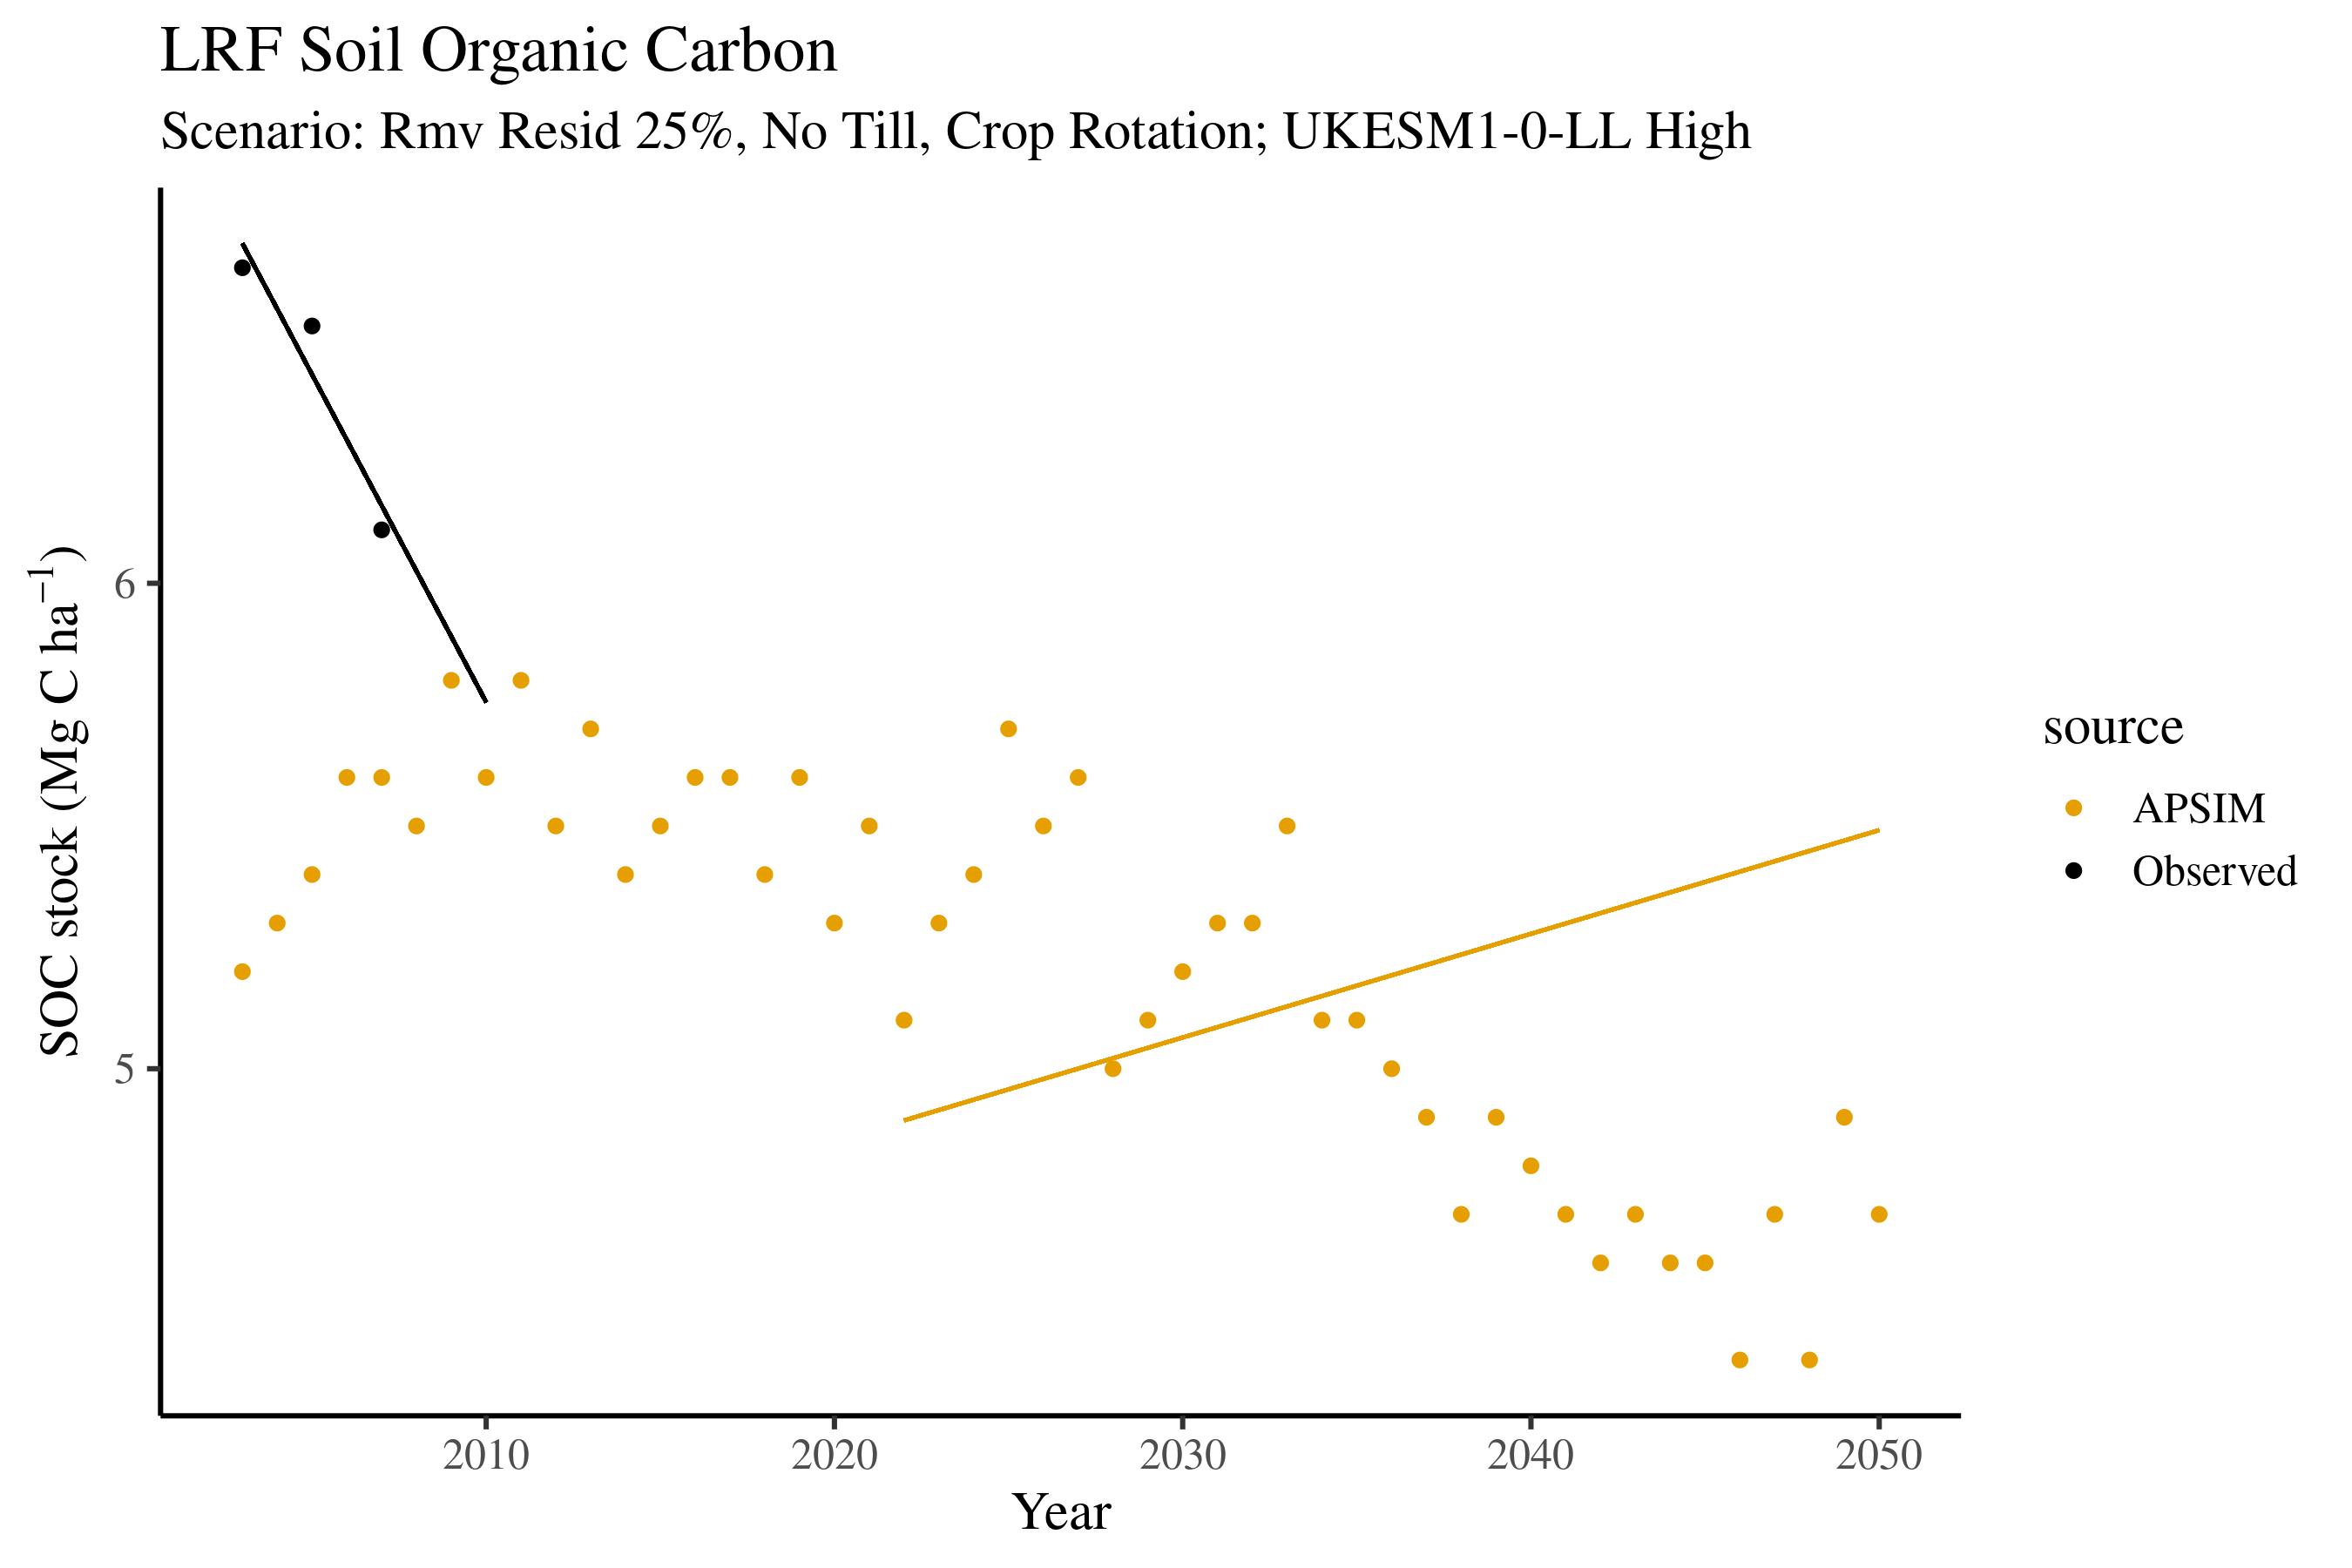 LRF Soil Organic Carbon
Scenario: Rmv Resid 25%, No Till, Crop Rotation; UKESM1-0-LL High
SOC stock (Mg C ha⁻¹)
6
5
2010 2020 2030 2040 2050
Year
source
APSIM
Observed